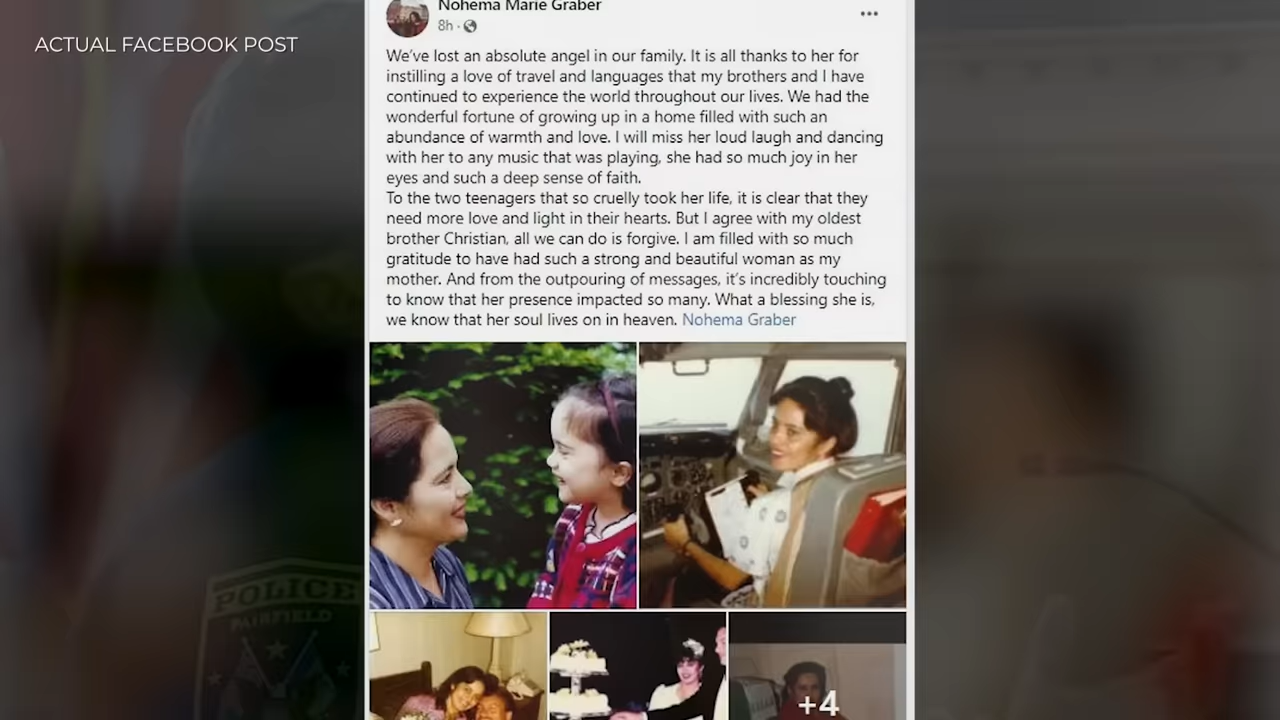 ACTUAL FACEBOOK POST
Nohema Marie Graber
8h ·
We've lost an absolute angel in our family. It is all thanks to her for
instilling a love of travel and languages that my brothers and I have
continued to experience the world throughout our lives. We had the
wonderful fortune of growing up in a home filled with such an
abundance of warmth and love. I will miss her loud laugh and dancing
with her to any music that was playing, she had so much joy in her
eyes and such a deep sense of faith.
To the two teenagers that so cruelly took her life, it is clear that they
need more love and light in their hearts. But I agree with my oldest
brother Christian, all we can do is forgive. I am filled with so much
gratitude to have had such a strong and beautiful woman as my
mother. And from the outpouring of messages, it's incredibly touching
to know that her presence impacted so many. What a blessing she is,
we know that her soul lives on in heaven. Nohema Graber
+4
POLICE
FAIRFIELD